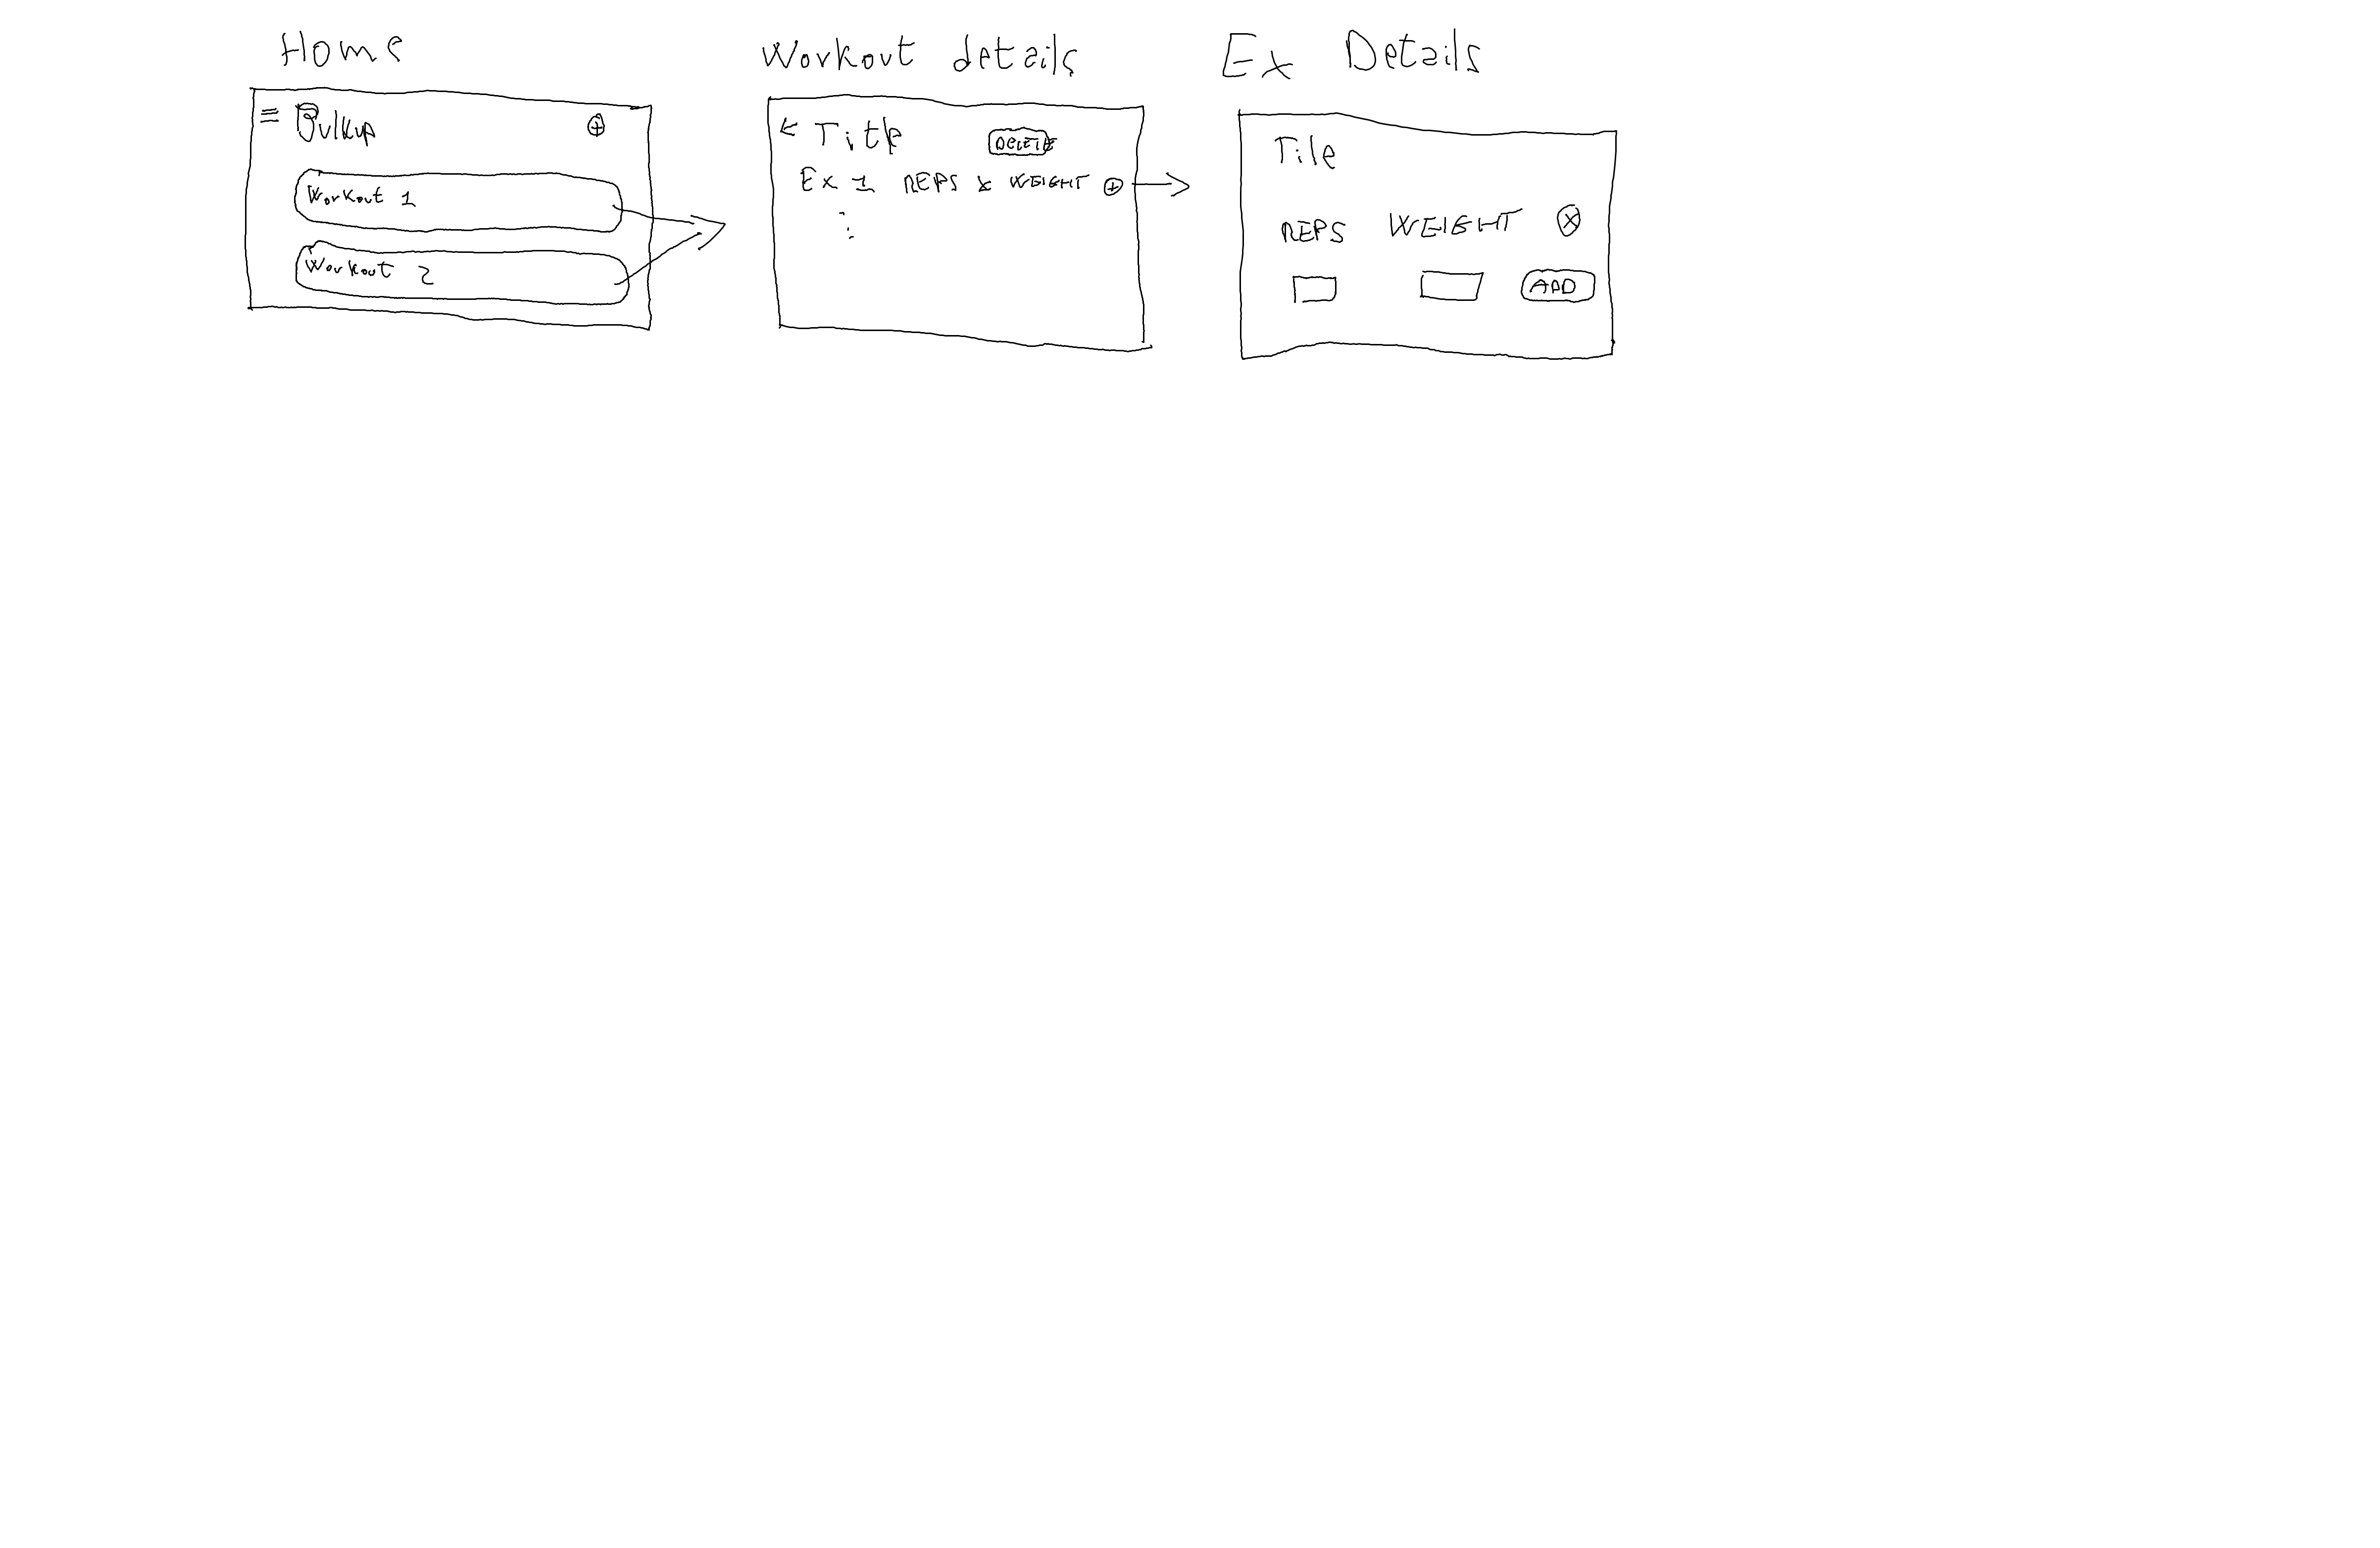 Home
≡ Bulkup +
Workout 1
Workout 2
Workout details
← Title DELETE
Ex 1 REPS & WEIGHT +
⋮
Ex Details
Tile
REPS WEIGHT X
ADD